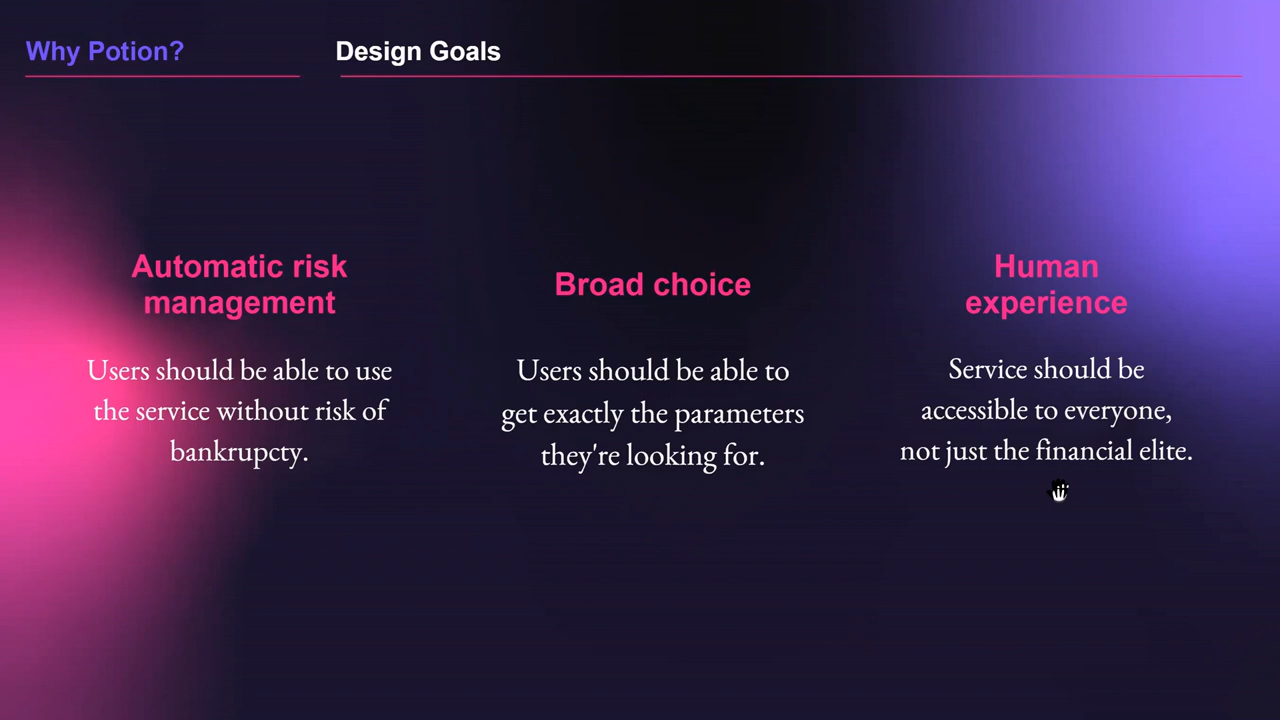 Why Potion?
Design Goals
Automatic risk
management
Users should be able to use
the service without risk of
bankrupcty.
Broad choice
Users should be able to
get exactly the parameters
they're looking for.
Human
experience
Service should be
accessible to everyone,
not just the financial elite.